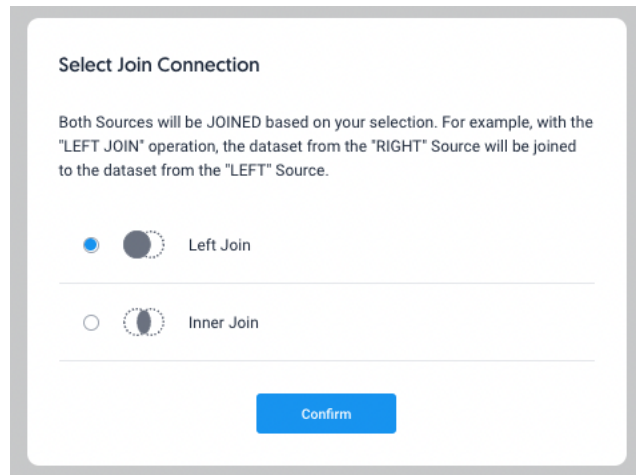 Select Join Connection
Both Sources will be JOINED based on your selection. For example, with the
"LEFT JOIN" operation, the dataset from the "RIGHT" Source will be joined
to the dataset from the "LEFT" Source.
Left Join
Inner Join
Confirm